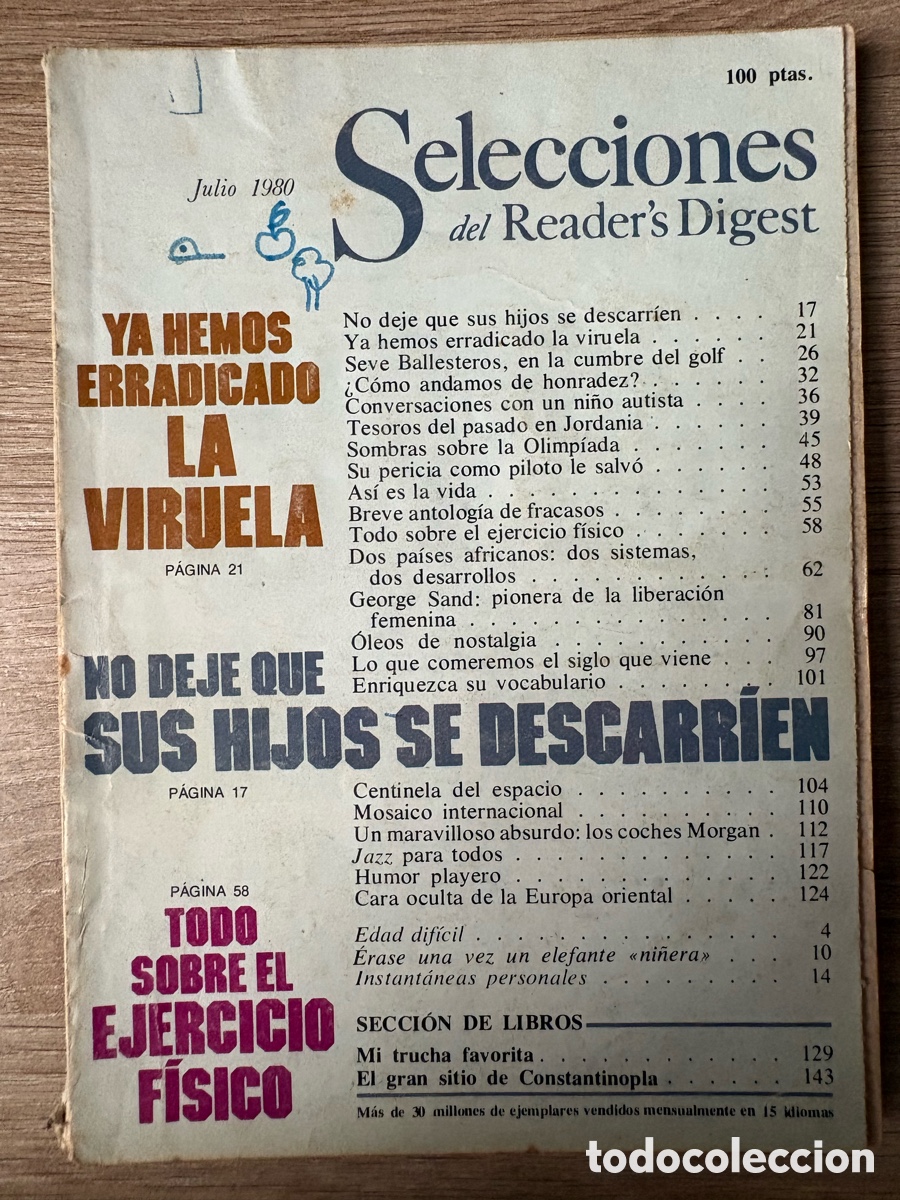 100 ptas.
Selecciones
Julio 1980
del Reader's Digest
YA HEMOS
ERRADICADO
LA
VIRUELA
PÁGINA 21
No deje que sus hijos se descarríen . . . . 17
Ya hemos erradicado la viruela . . . . . . 21
Seve Ballesteros, en la cumbre del golf . . 26
¿Cómo andamos de honradez? . . . . . . 32
Conversaciones con un niño autista . . . . 36
Tesoros del pasado en Jordania . . . . . . 39
Sombras sobre la Olimpíada . . . . . . . 45
Su pericia como piloto le salvó . . . . . . 48
Así es la vida . . . . . . . . . . . . . . 53
Breve antología de fracasos . . . . . . . . 55
Todo sobre el ejercicio físico . . . . . . . 58
Dos países africanos: dos sistemas,
dos desarrollos . . . . . . . . . . . . 62
George Sand: pionera de la liberación
femenina . . . . . . . . . . . . . . . 81
Óleos de nostalgia . . . . . . . . . . . 90
Lo que comeremos el siglo que viene . . . 97
Enriquezca su vocabulario . . . . . . . . 101
NO DEJE QUE
SUS HIJOS SE DESCARRÍEN
PÁGINA 17
Centinela del espacio . . . . . . . . . . 104
Mosaico internacional . . . . . . . . . . 110
Un maravilloso absurdo: los coches Morgan . 112
Jazz para todos . . . . . . . . . . . . . 117
Humor playero . . . . . . . . . . . . . 122
Cara oculta de la Europa oriental . . . . . 124
PÁGINA 58
TODO
SOBRE EL
EJERCICIO
FÍSICO
Edad difícil . . . . . . . . . . . . . . . 4
Érase una vez un elefante «niñera» . . . 10
Instantáneas personales . . . . . . . . . 14
SECCIÓN DE LIBROS
Mi trucha favorita . . . . . . . . . . . . 129
El gran sitio de Constantinopla . . . . . . 143
Más de 30 millones de ejemplares vendidos mensualmente en 15 idiomas
todocoleccion